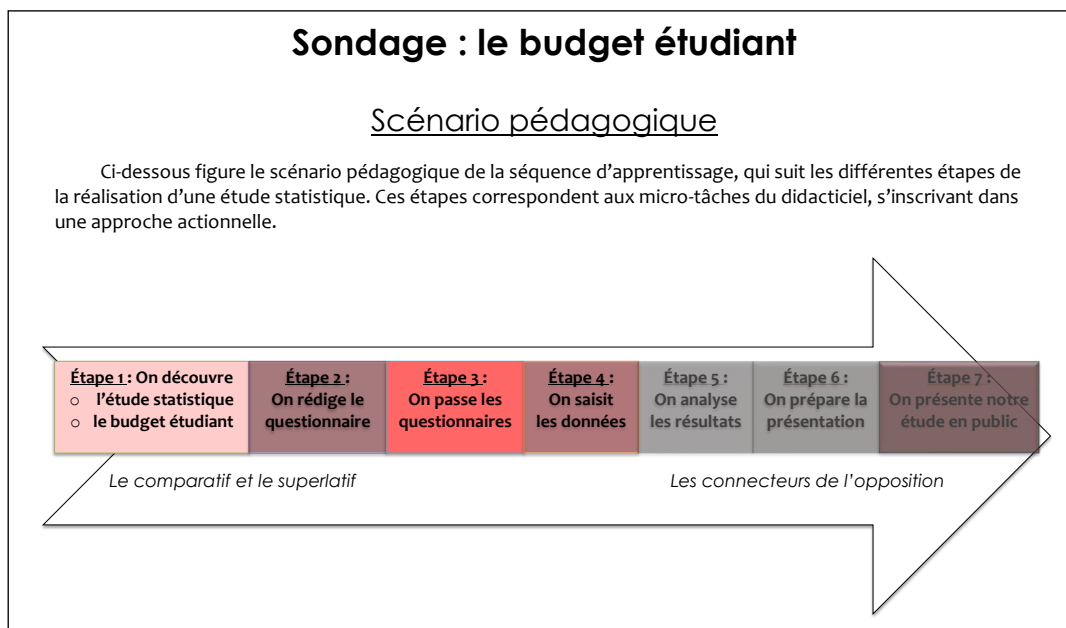 Sondage : le budget étudiant
Scénario pédagogique
Ci-dessous figure le scénario pédagogique de la séquence d’apprentissage, qui suit les différentes étapes de
la réalisation d’une étude statistique. Ces étapes correspondent aux micro-tâches du didacticiel, s’inscrivant dans
une approche actionnelle.
Étape 1 : On découvre
o l’étude statistique
o le budget étudiant
Étape 2 :
On rédige le
questionnaire
Étape 3 :
On passe les
questionnaires
Étape 4 :
On saisit
les données
Étape 5 :
On analyse
les résultats
Étape 6 :
On prépare la
présentation
Étape 7 :
On présente notre
étude en public
Le comparatif et le superlatif
Les connecteurs de l’opposition